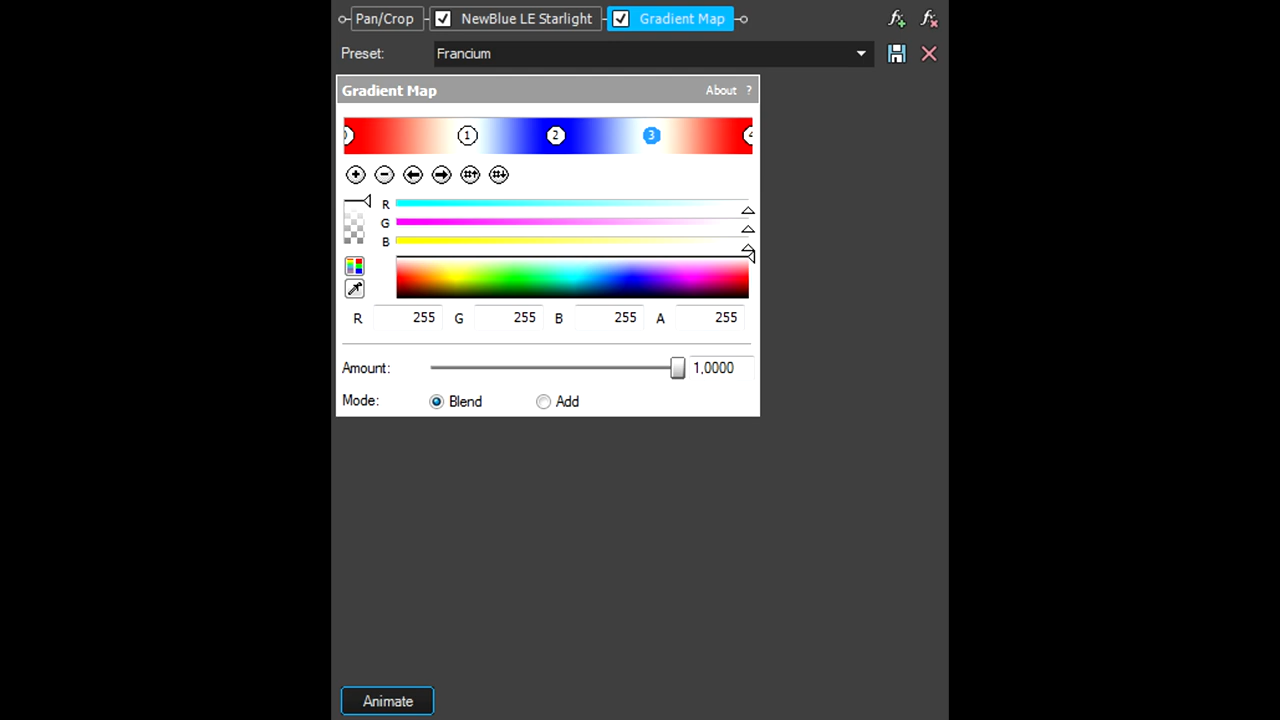 Pan/Crop NewBlue LE Starlight Gradient Map
Preset: Francium
Gradient Map About ?
1 2 3
R
G
B
R 255 G 255 B 255 A 255
Amount: 1,0000
Mode: Blend Add
Animate